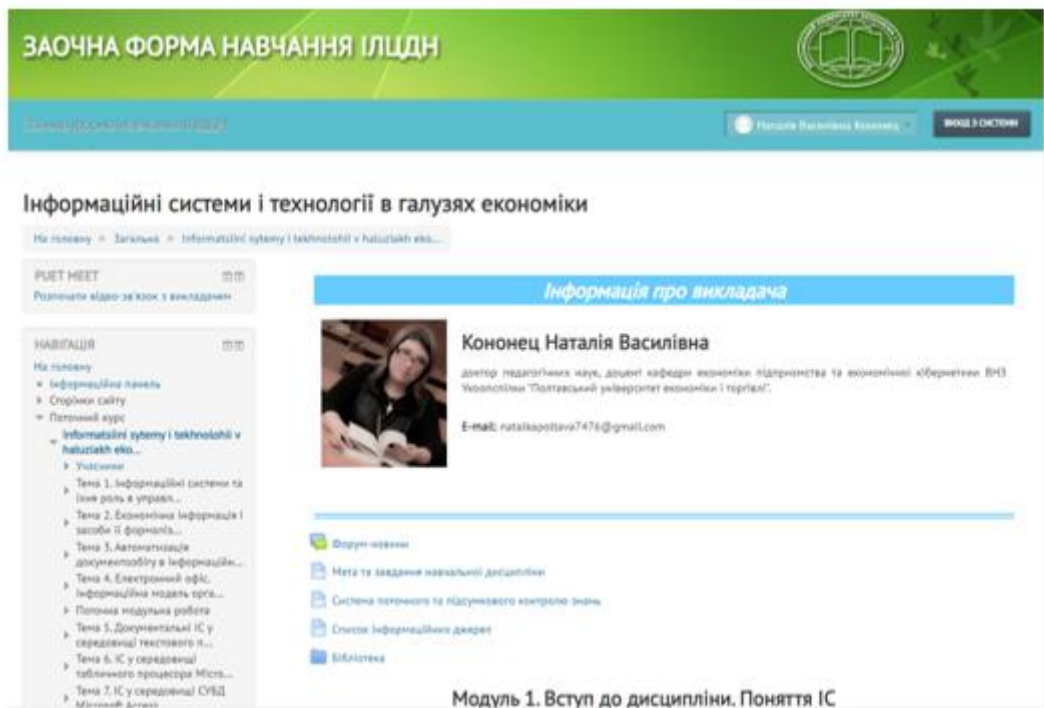 ЗАОЧНА ФОРМА НАВЧАННЯ ІЛЦДН
Наталія Василівна Кононец
ВИХІД З СИСТЕМИ
Інформаційні системи і технології в галузях економіки
На головну Загальна Informatsiini sytemy i tekhnolohii v haluziakh eko...
PUET MEET
Розпочати відео-зв'язок з викладачем
НАВІГАЦІЯ
На головну
Інформаційна панель
Сторінки сайту
Поточний курс
Informatsiini sytemy i tekhnolohii v
haluziakh eko...
Учасники
Тема 1. Інформаційні системи та
їхня роль в управл...
Тема 2. Економічна інформація і
засоби її формаліз...
Тема 3. Автоматизація
документообігу в інформаційн...
Тема 4. Електронний офіс.
Інформаційна модель орга...
Поточна модульна робота
Тема 5. Документальні ІС у
середовищі текстового п...
Тема 6. ІС у середовищі
табличного процесора Micro...
Тема 7. ІС у середовищі СУБД
Microsoft Access
Інформація про викладача
Кононец Наталія Василівна
доктор педагогічних наук, доцент кафедри економіки підприємства та економічної кібернетики ВНЗ
Укоопспілки "Полтавський університет економіки і торгівлі".
E-mail: natalkapoltava7476@gmail.com
Форум-новини
Мета та завдання навчальної дисципліни
Система поточного та підсумкового контролю знань
Список інформаційних джерел
Бібліотека
Модуль 1. Вступ до дисципліни. Поняття ІС